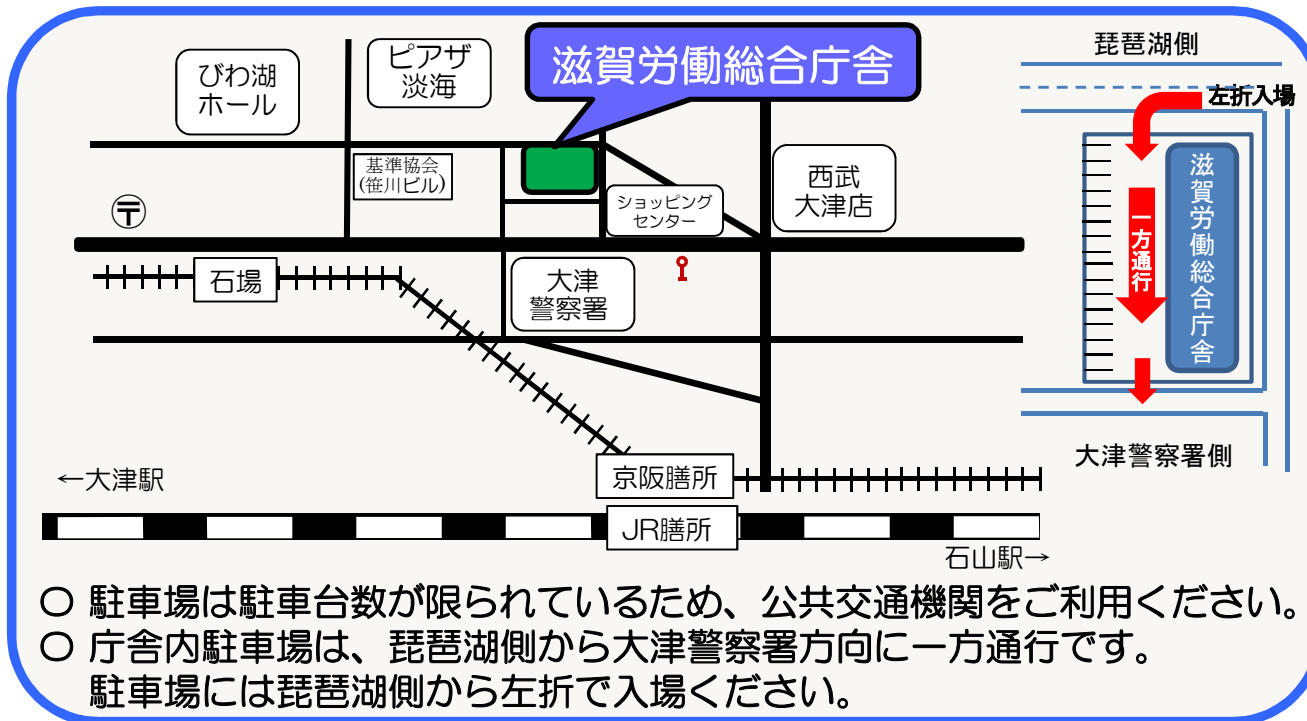 滋賀労働総合庁舎
琵琶湖側
びわ湖
ホール
ピアザ
淡海
左折入場
基準協会
(笹川ビル)
西武
大津店
ショッピング
センター
〒
滋賀労働総合庁舎
一方通行
石場
大津
警察署
大津警察署側
京阪膳所
←大津駅
JR膳所
石山駅→
〇 駐車場は駐車台数が限られているため、公共交通機関をご利用ください。
〇 庁舎内駐車場は、琵琶湖側から大津警察署方向に一方通行です。
駐車場には琵琶湖側から左折で入場ください。